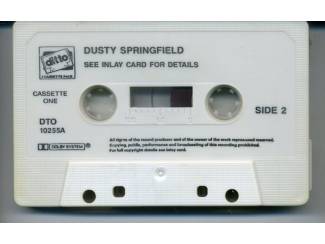 ditto
2 CASSETTE PACK
DUSTY SPRINGFIELD
SEE INLAY CARD FOR DETAILS
CASSETTE
ONE
SIDE 2
DTO
10255A
DOLBY SYSTEM
All rights of the record producer and of the owner of the work reproduced reserved.
Copying, public performance and broadcasting of this recording prohibited.
For full copyright details see inlay card.